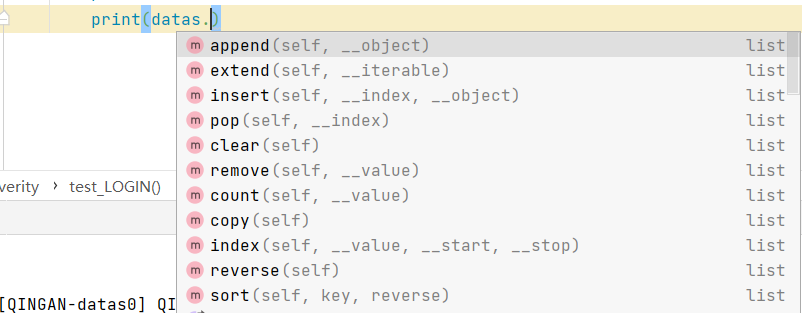 print(datas.)
m append(self, __object) list
m extend(self, __iterable) list
m insert(self, __index, __object) list
m pop(self, __index) list
m clear(self) list
m remove(self, __value) list
m count(self, __value) list
m copy(self) list
m index(self, __value, __start, __stop) list
m reverse(self) list
m sort(self, key, reverse) list
verity › test_LOGIN()
[QINGAN-datas0] QI